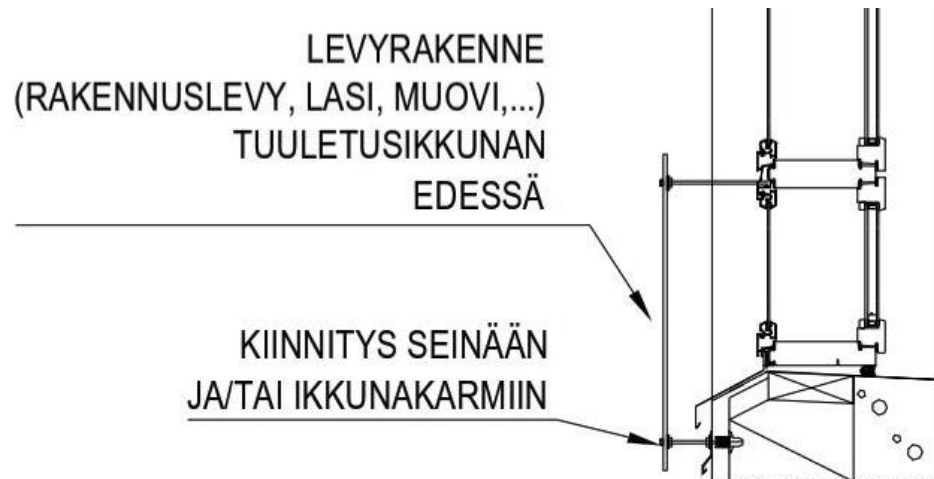 LEVYRAKENNE
(RAKENNUSLEVY, LASI, MUOVI,...)
TUULETUSIKKUNAN
EDESSÄ
KIINNITYS SEINÄÄN
JA/TAI IKKUNAKARMIIN